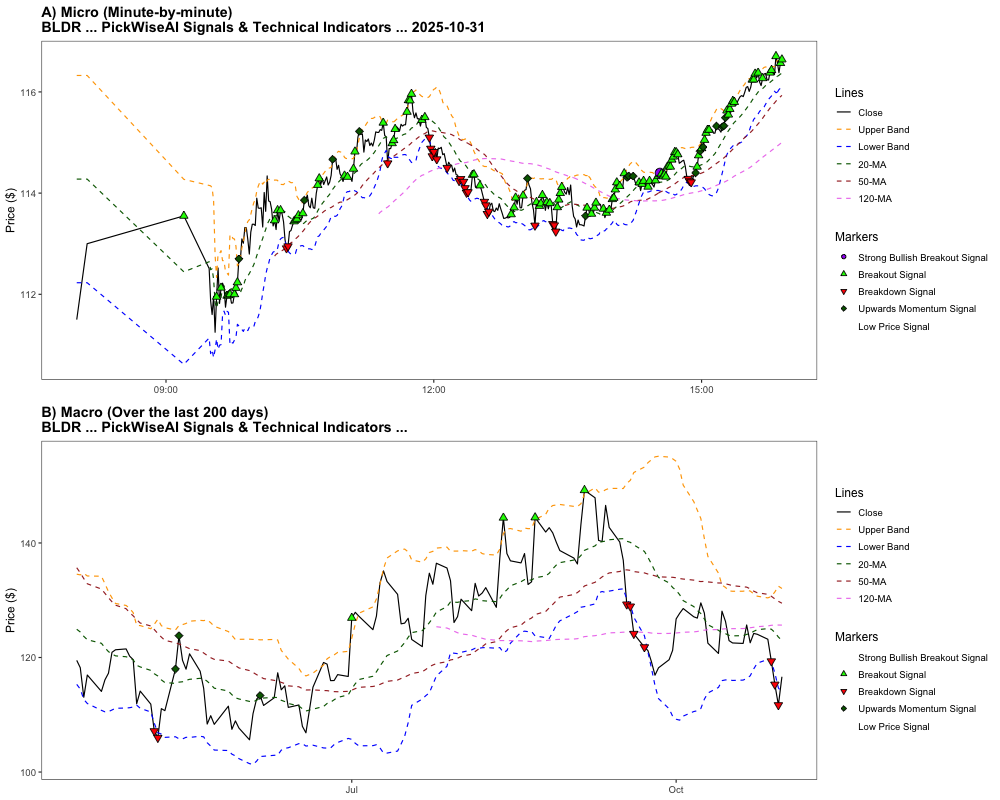 A) Micro (Minute-by-minute)
BLDR ... PickWiseAI Signals & Technical Indicators ... 2025-10-31
Price ($)
116
114
112
09:00
12:00
15:00
Lines
Close
Upper Band
Lower Band
20-MA
50-MA
120-MA
Markers
Strong Bullish Breakout Signal
Breakout Signal
Breakdown Signal
Upwards Momentum Signal
Low Price Signal
B) Macro (Over the last 200 days)
BLDR ... PickWiseAI Signals & Technical Indicators ...
Price ($)
140
120
100
Jul
Oct
Lines
Close
Upper Band
Lower Band
20-MA
50-MA
120-MA
Markers
Strong Bullish Breakout Signal
Breakout Signal
Breakdown Signal
Upwards Momentum Signal
Low Price Signal